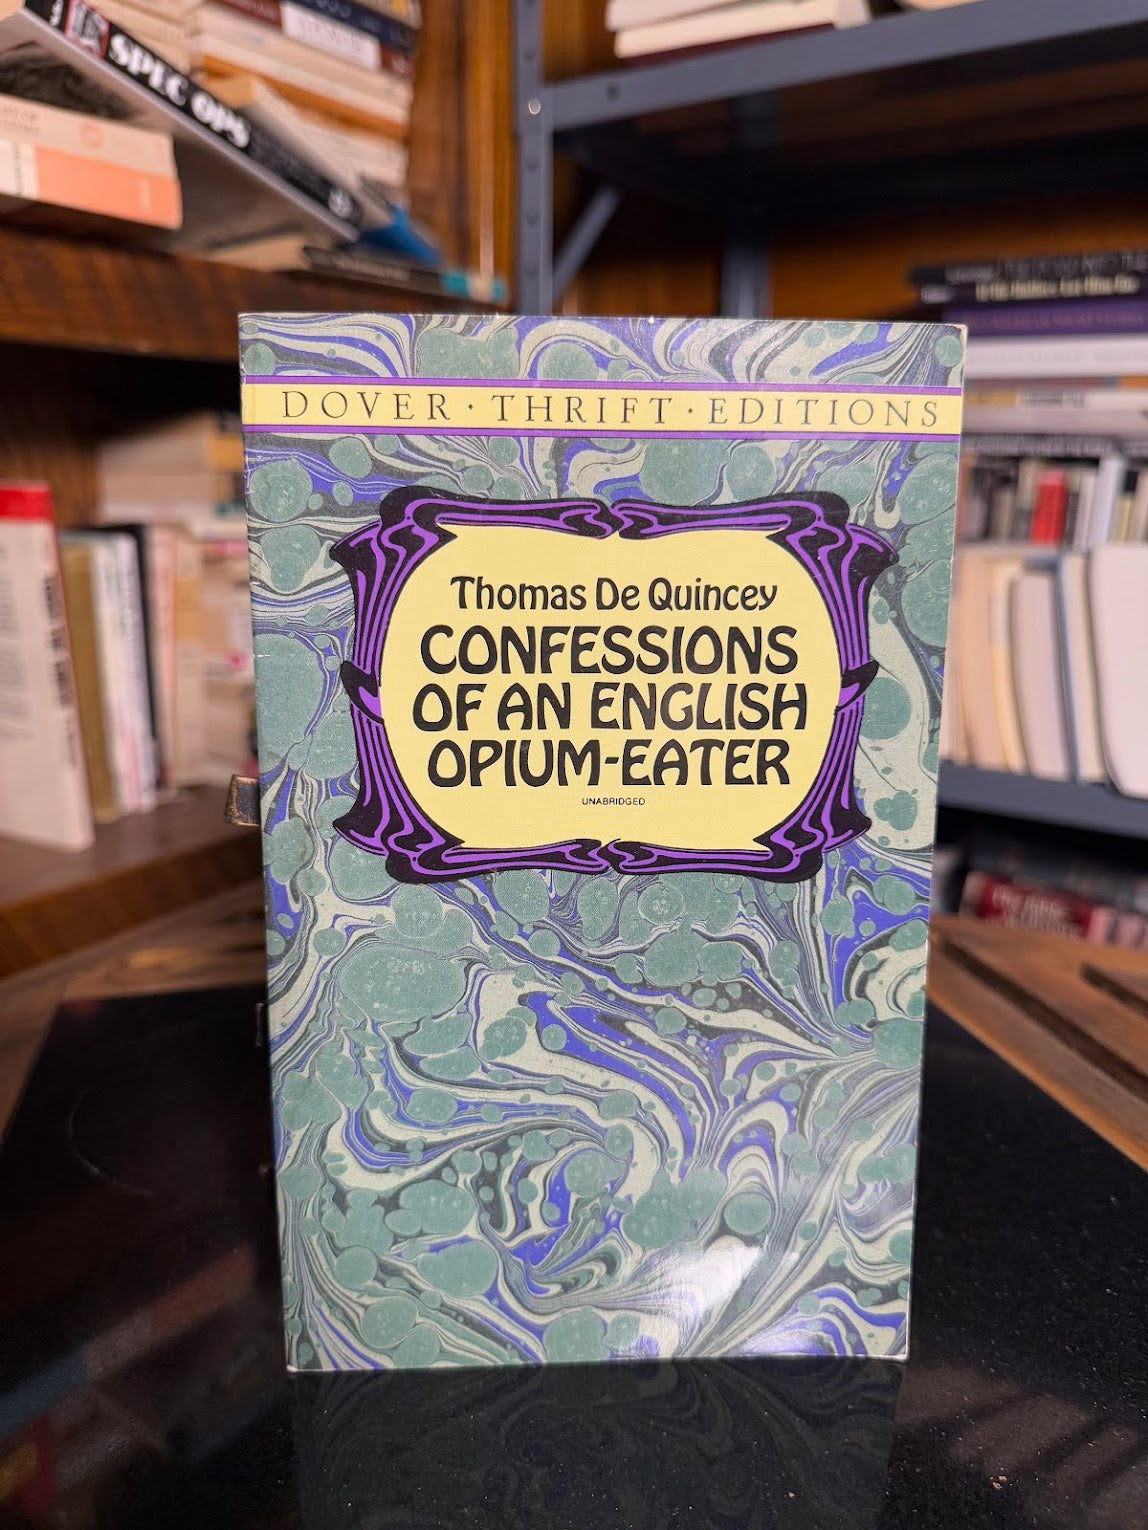 SPEC OPS
DOVER · THRIFT · EDITIONS
Thomas De Quincey
CONFESSIONS
OF AN ENGLISH
OPIUM-EATER
UNABRIDGED